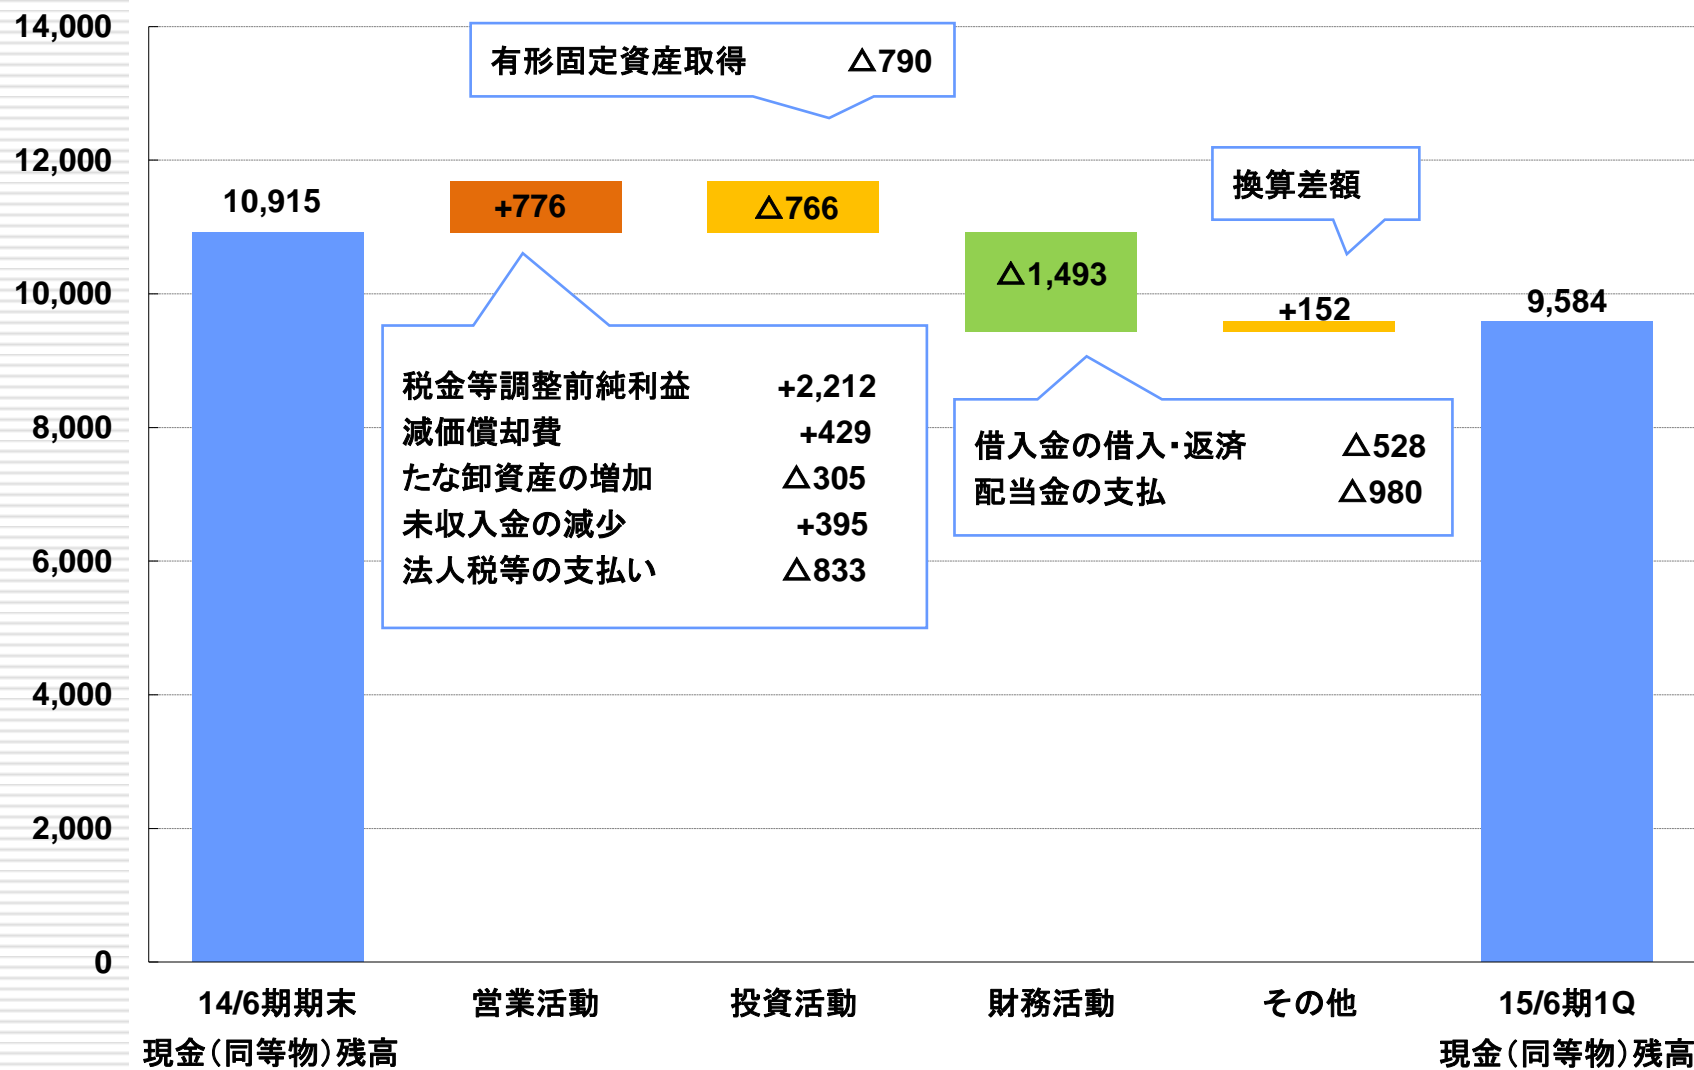 14,000
12,000
10,000
8,000
6,000
4,000
2,000
0
有形固定資産取得 △790
換算差額
10,915
+776
△766
△1,493
+152
9,584
税金等調整前純利益 +2,212
減価償却費 +429
たな卸資産の増加 △305
未収入金の減少 +395
法人税等の支払い △833
借入金の借入・返済 △528
配当金の支払 △980
14/6期期末
現金（同等物）残高
営業活動
投資活動
財務活動
その他
15/6期1Q
現金（同等物）残高